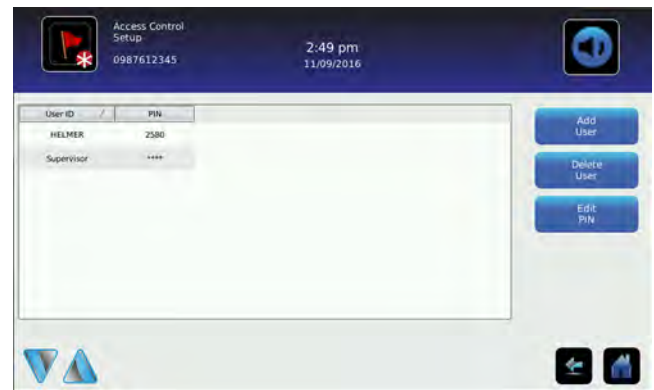 Access Control
Setup
0987612345
2:49 pm
11/09/2016
User ID / PIN
HELMER 2580
Supervisor ****
Add
User
Delete
User
Edit
PIN